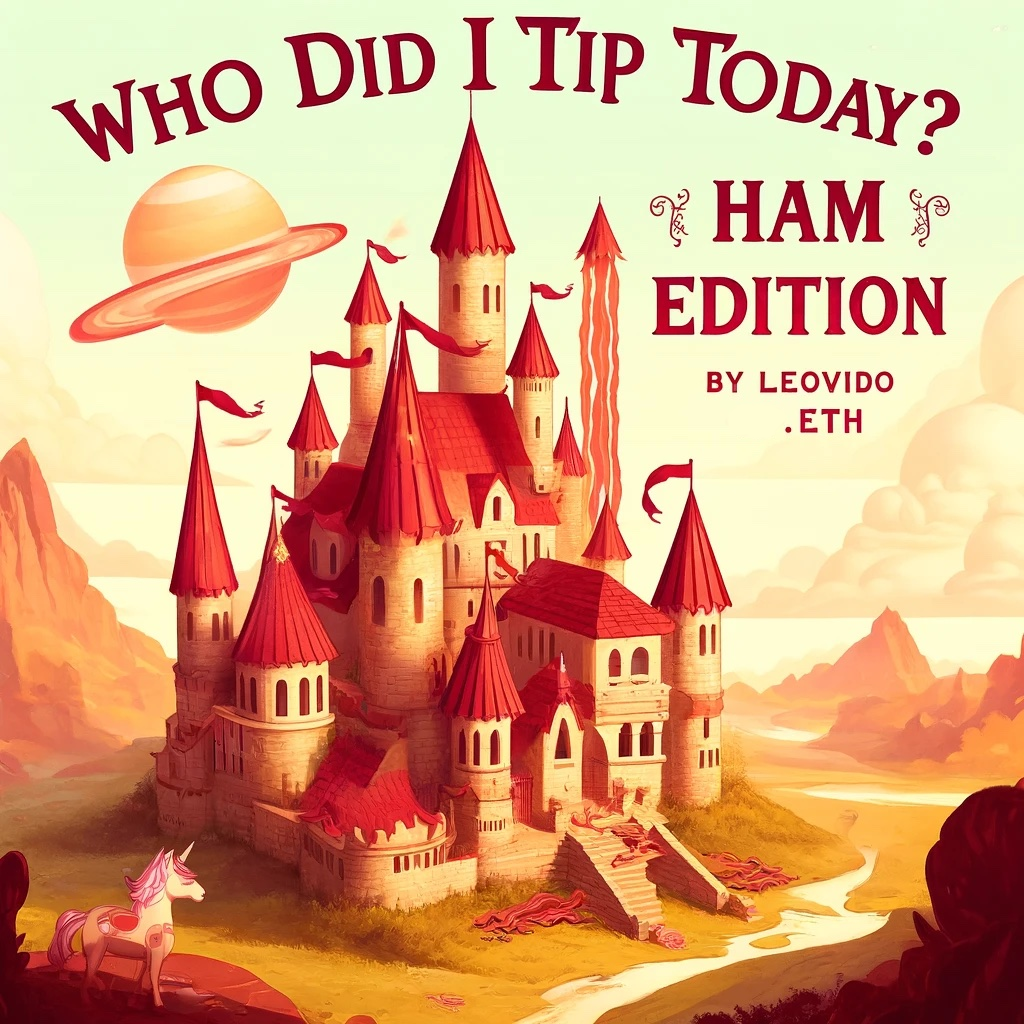 WHO DID I TIP TODAY?
HAM
EDITION
BY LEOVIDO
.ETH